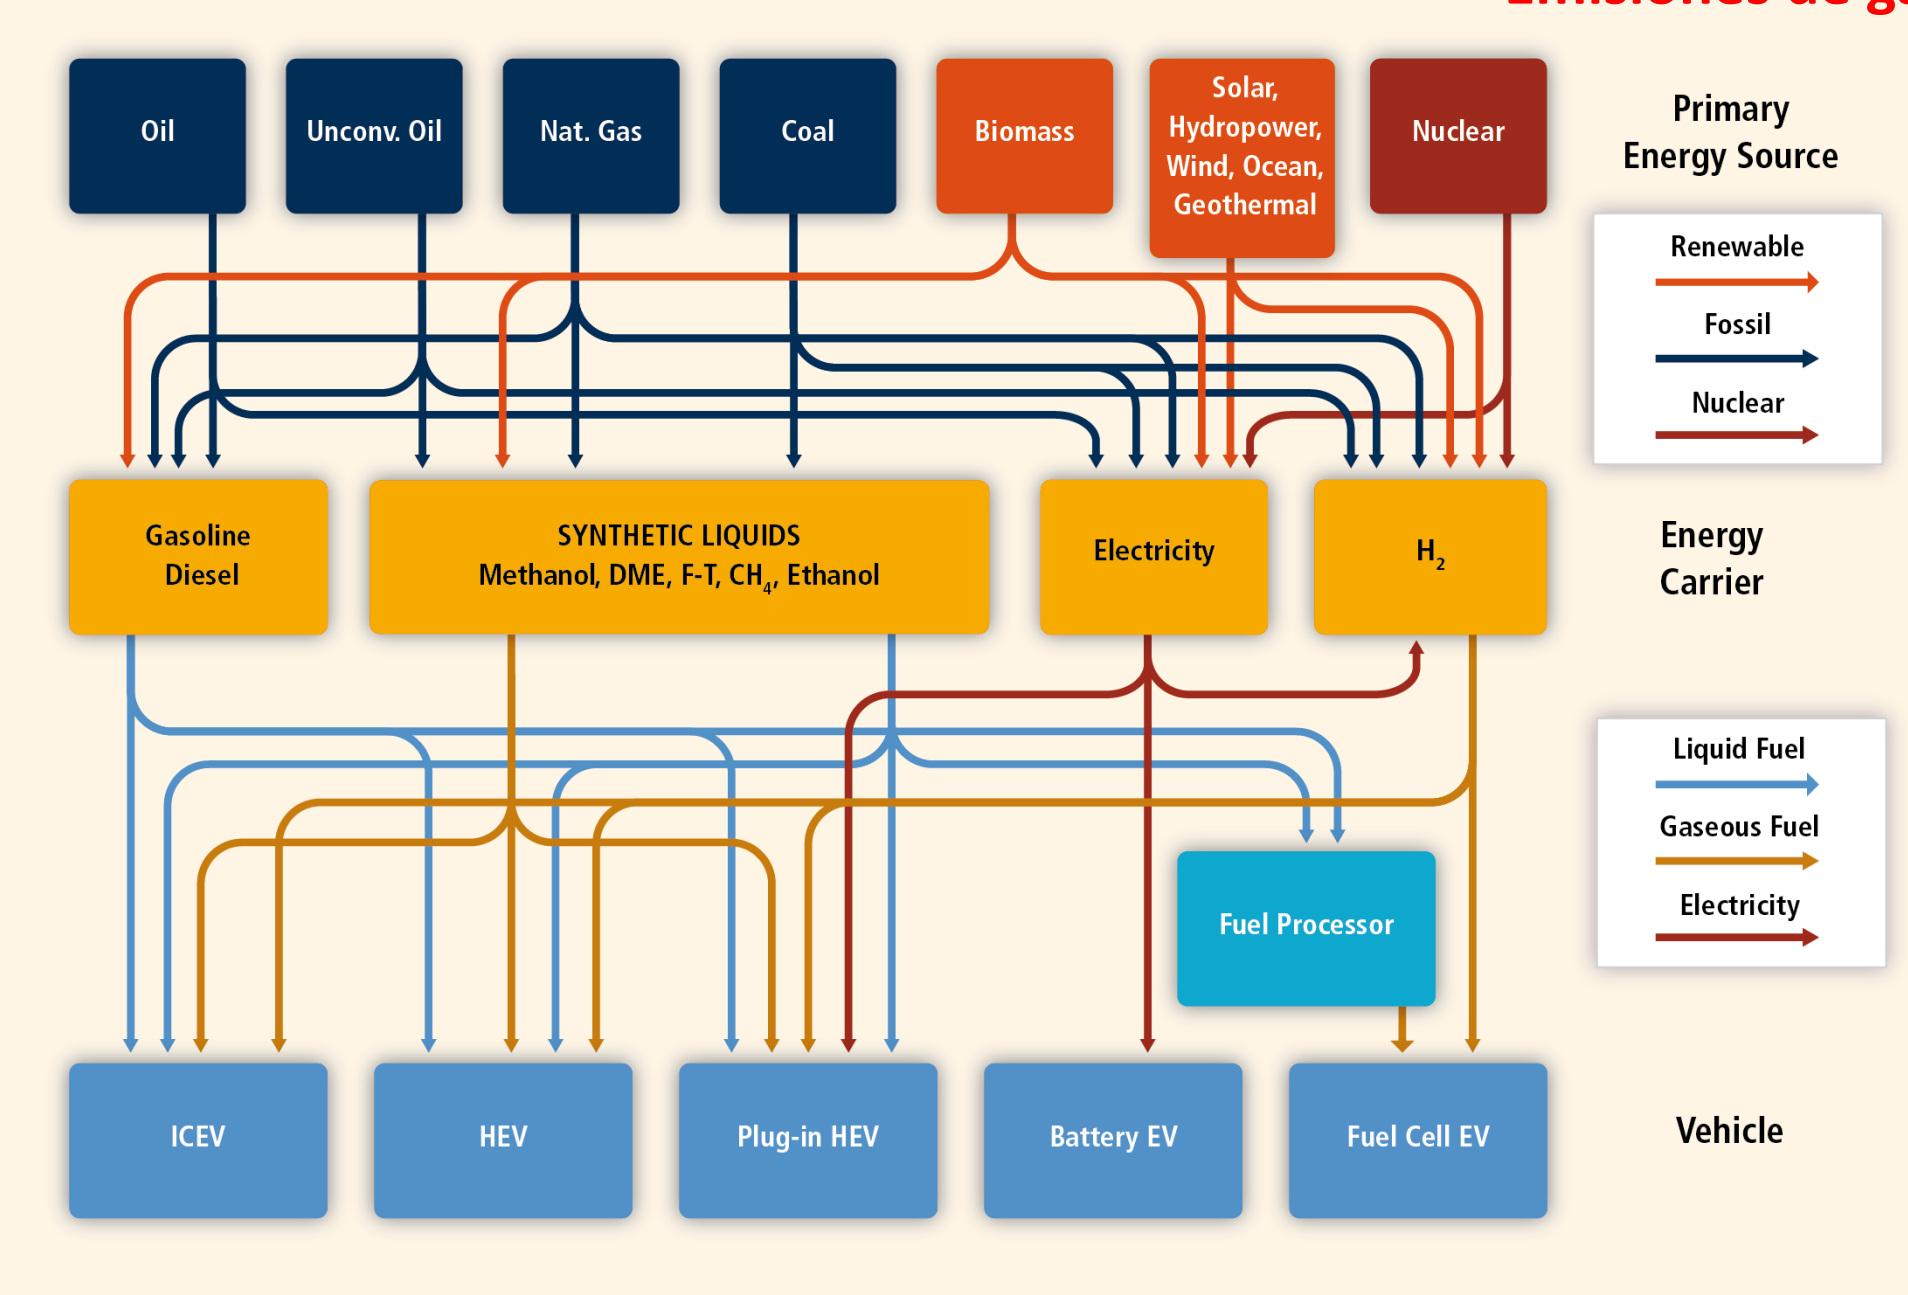 Emisiones de g
Oil
Unconv. Oil
Nat. Gas
Coal
Biomass
Solar,
Hydropower,
Wind, Ocean,
Geothermal
Nuclear
Primary
Energy Source
Renewable
Fossil
Nuclear
Gasoline
Diesel
SYNTHETIC LIQUIDS
Methanol, DME, F-T, CH₄, Ethanol
Electricity
H₂
Energy
Carrier
Liquid Fuel
Gaseous Fuel
Electricity
Fuel Processor
ICEV
HEV
Plug-in HEV
Battery EV
Fuel Cell EV
Vehicle